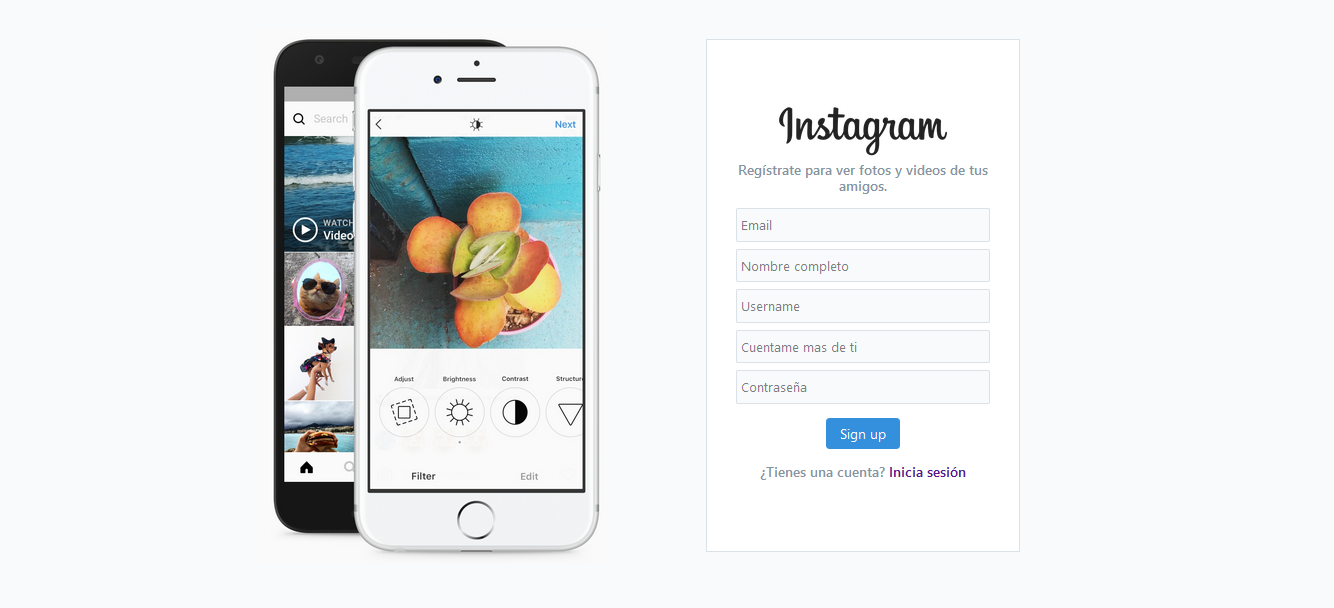 Search
WATCH
Video
Next
Adjust
Brightness
Contrast
Structure
Filter
Edit
Instagram
Regístrate para ver fotos y videos de tus
amigos.
Email
Nombre completo
Username
Cuentame mas de ti
Contraseña
Sign up
¿Tienes una cuenta? Inicia sesión